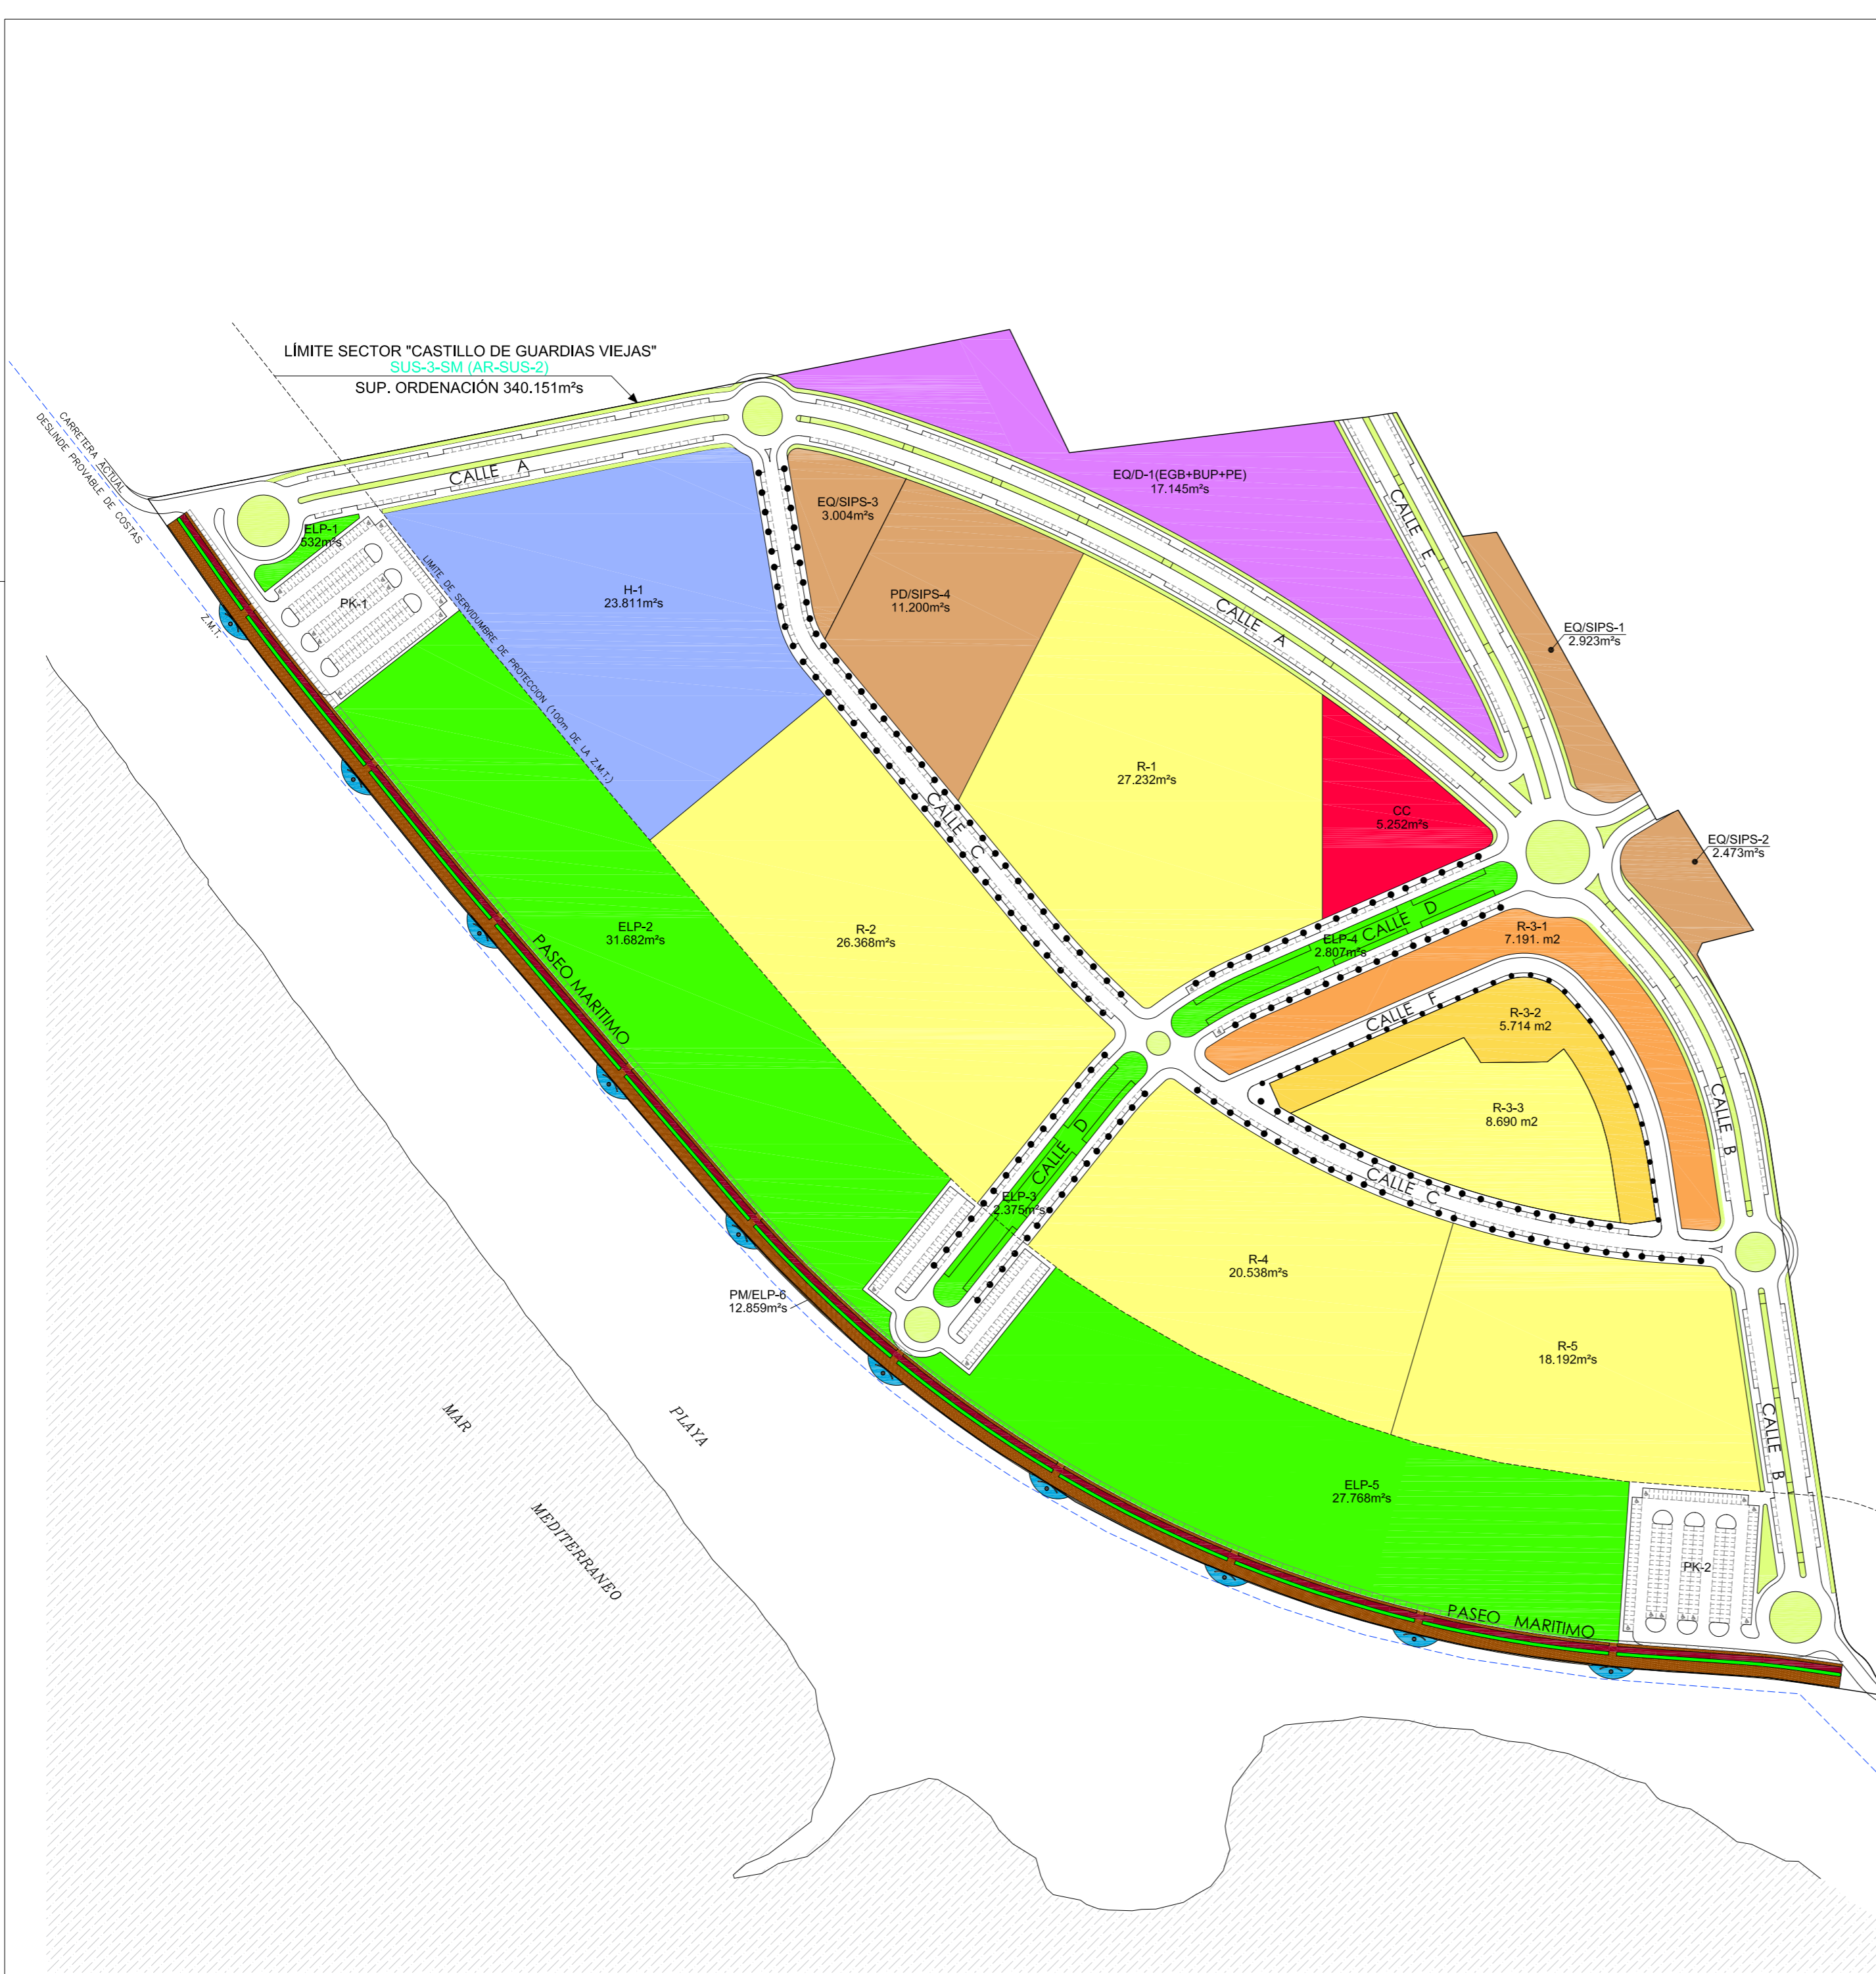 LÍMITE SECTOR "CASTILLO DE GUARDIAS VIEJAS"
SUS-3-SM (AR-SUS-2)
SUP. ORDENACIÓN 340.151m²s
CARRETERA ACTUAL
DESLINDE PROVABLE DE COSTAS
Z.M.T.
CALLE A
ELP-1
532m²s
PK-1
LIMITE DE SERVIDUMBRE DE PROTECCION (100m DE LA Z.M.T.)
H-1
23.811m²s
EQ/SIPS-3
3.004m²s
PD/SIPS-4
11.200m²s
EQ/D-1(EGB+BUP+PE)
17.145m²s
CALLE E
CALLE A
EQ/SIPS-1
2.923m²s
R-1
27.232m²s
CC
5.252m²s
EQ/SIPS-2
2.473m²s
CALLE C
ELP-2
31.682m²s
R-2
26.368m²s
CALLE D
ELP-4
2.807m²s
R-3-1
7.191. m2
PASEO MARITIMO
CALLE F
R-3-2
5.714 m2
R-3-3
8.690 m2
CALLE B
CALLE D
ELP-3
2.375m²s
CALLE C
R-4
20.538m²s
PM/ELP-6
12.859m²s
R-5
18.192m²s
CALLE B
MAR
PLAYA
MEDITERRANEO
ELP-5
27.768m²s
PK-2
PASEO MARITIMO